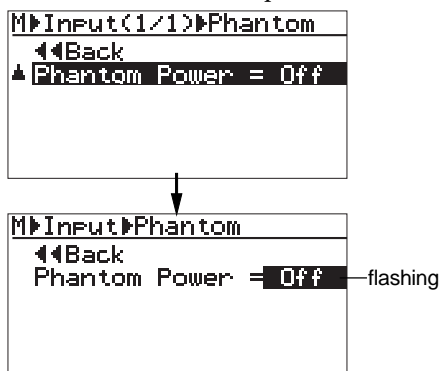 M▶Input(1/1)▶Phantom
◀◀Back
Phantom Power = Off
M▶Input▶Phantom
◀◀Back
Phantom Power = Off
flashing